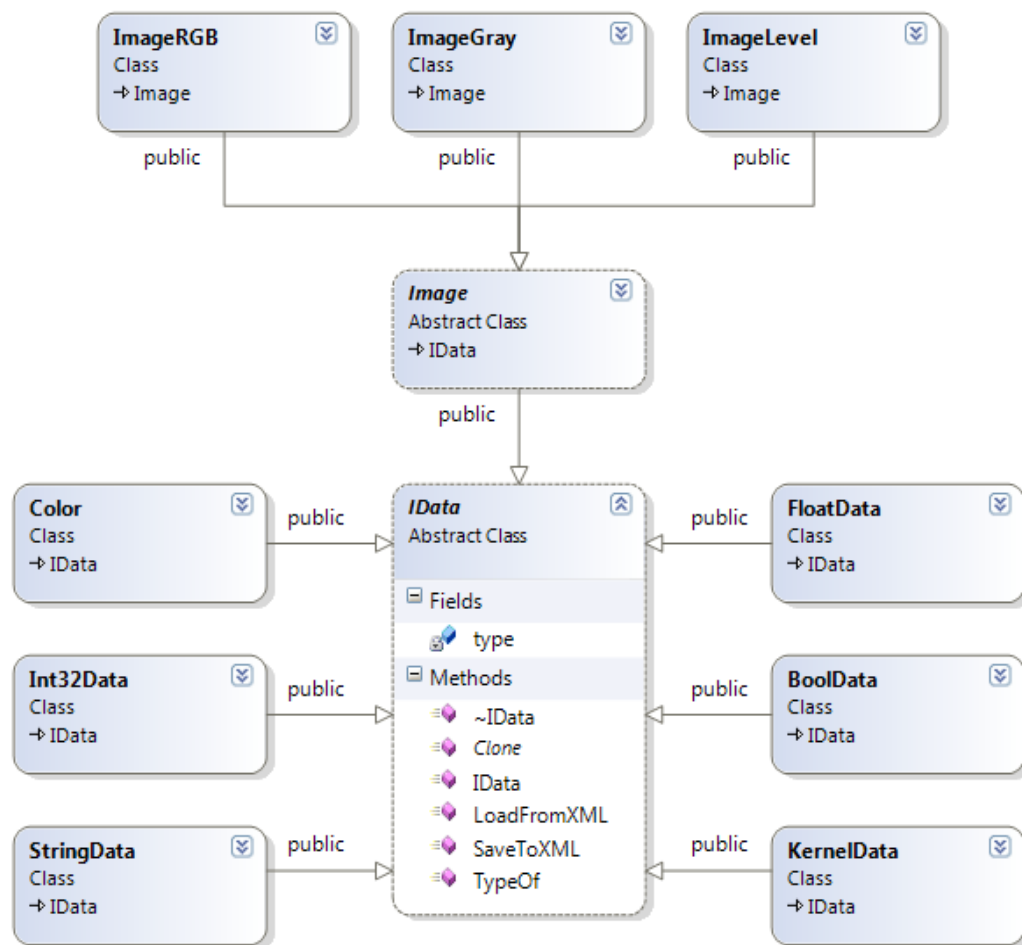 ImageRGB
Class
Image
ImageGray
Class
Image
ImageLevel
Class
Image
public
public
public
Image
Abstract Class
IData
public
Color
Class
IData
public
IData
Abstract Class
Fields
type
Methods
~IData
Clone
IData
LoadFromXML
SaveToXML
TypeOf
public
FloatData
Class
IData
Int32Data
Class
IData
public
public
BoolData
Class
IData
StringData
Class
IData
public
public
KernelData
Class
IData